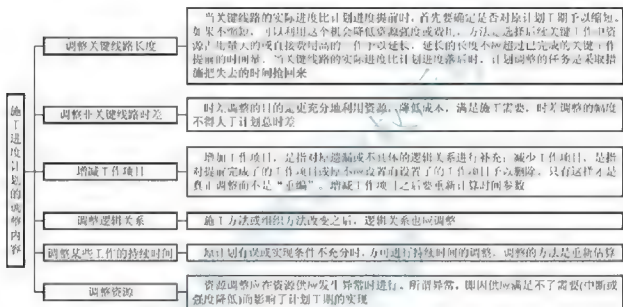 施工进度计划的调整内容
调整关键线路长度
当关键线路的实际进度比计划进度提前时，首先要确定是否对原计划工期予以缩短。
如果不缩短，可以利用这个机会降低资源强度或费用，方法是选择后续关键工作中资
源占用量大的或直接费用高的工作予以延长，延长的长度不应超过已完成的关键工作
提前的时间量。当关键线路的实际进度比计划进度落后时，计划调整的任务是采取措
施把失去的时间抢回来
调整非关键线路时差
时差调整的目的是更充分地利用资源，降低成本，满足施工需要，时差调整的幅度
不得大于计划总时差
增减工作项目
增加工作项目，是指对原遗漏或不具体的逻辑关系进行补充；减少工作项目，是指
对提前完成了的工作项目或原不应设置而设置了的工作项目予以删除，只有这样才是
真正调整而不是“重编”。增减工作项目之后要重新计算时间参数
调整逻辑关系
施工方法或组织方法改变之后，逻辑关系也应调整
调整某些工作的持续时间
原计划有误或实现条件不充分时，方可进行持续时间的调整，调整的方法是重新估算
调整资源
资源调整应在资源供应发生异常时进行。所谓异常，即因供应满足不了需要(中断或
强度降低)而影响了计划工期的实现